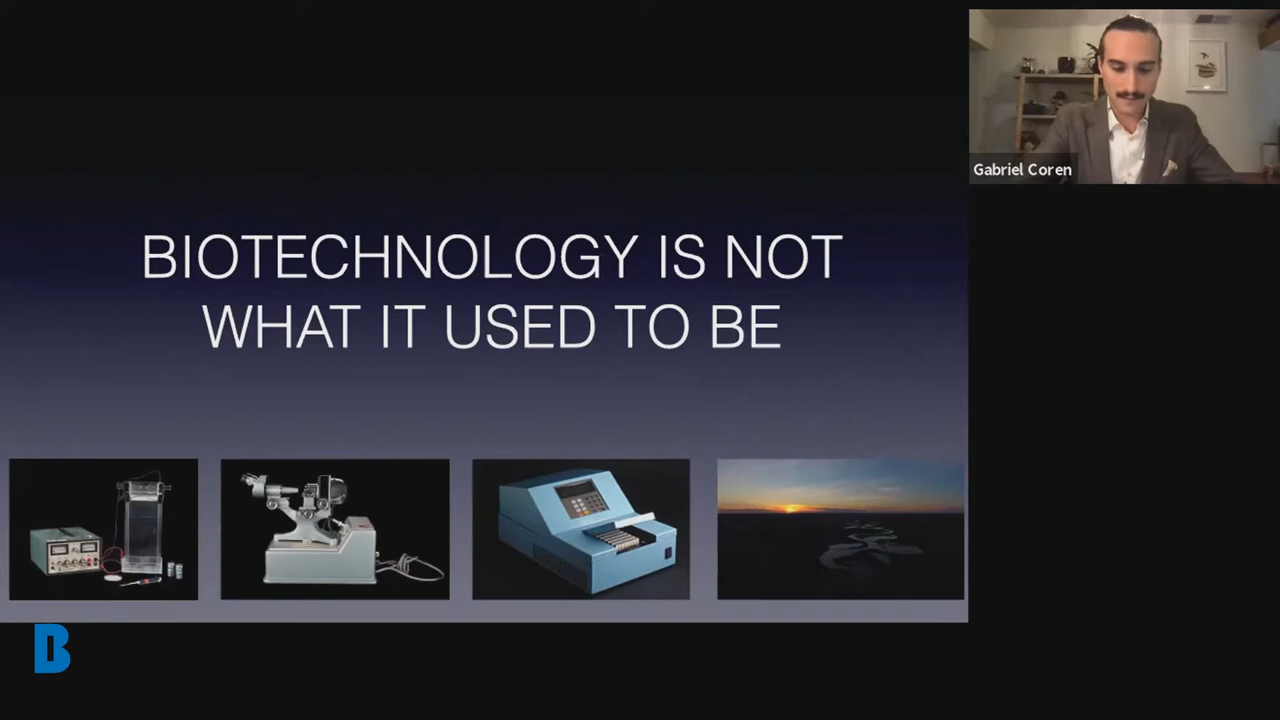 BIOTECHNOLOGY IS NOT
WHAT IT USED TO BE
Gabriel Coren
B